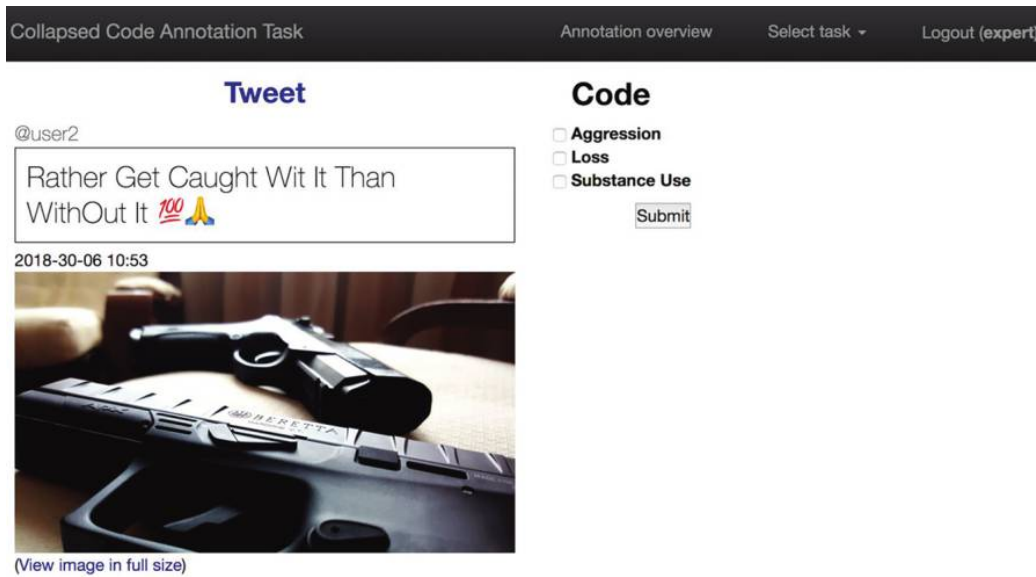 Collapsed Code Annotation Task
Annotation overview
Select task
Logout (expert)
Tweet
@user2
Rather Get Caught Wit It Than
WithOut It 💯🙏
2018-30-06 10:53
BERETTA
(View image in full size)
Code
Aggression
Loss
Substance Use
Submit